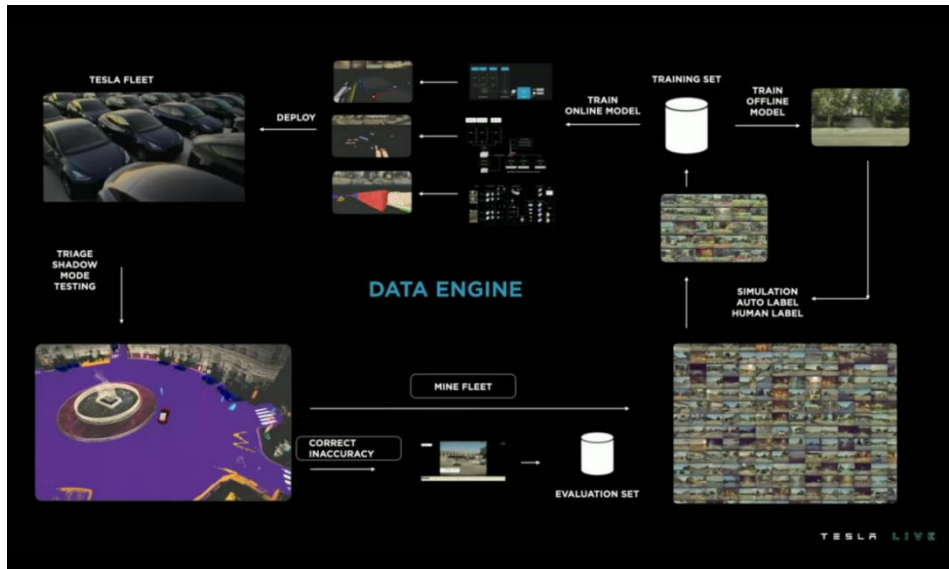 TESLA FLEET
DEPLOY
TRAIN
ONLINE MODEL
TRAINING SET
TRAIN
OFFLINE
MODEL
TRIAGE
SHADOW
MODE
TESTING
DATA ENGINE
SIMULATION
AUTO LABEL
HUMAN LABEL
MINE FLEET
CORRECT
INACCURACY
EVALUATION SET
TESLA LIVE